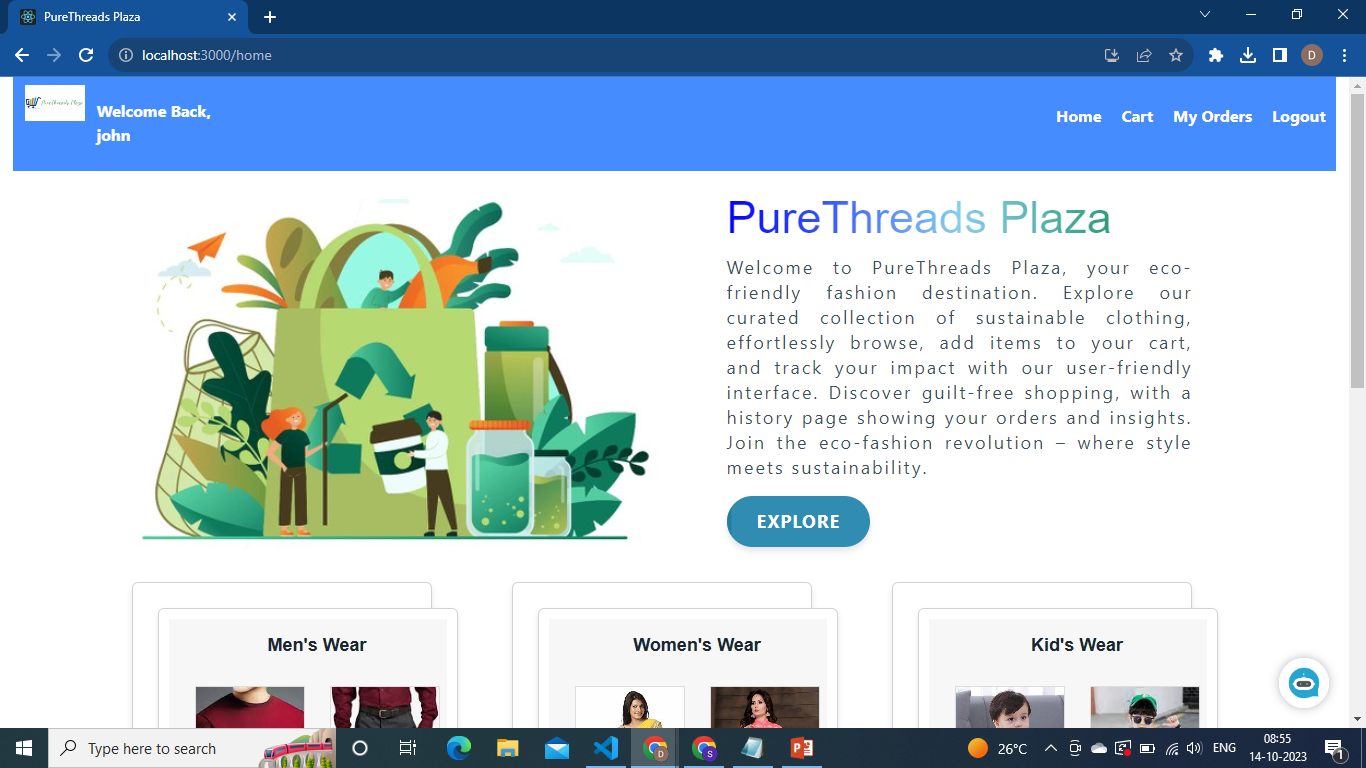 PureThreads Plaza
localhost:3000/home
D
PureThreads Plaza
Welcome Back,
john
Home Cart My Orders Logout
PureThreads Plaza
Welcome to PureThreads Plaza, your eco-
friendly fashion destination. Explore our
curated collection of sustainable clothing,
effortlessly browse, add items to your cart,
and track your impact with our user-friendly
interface. Discover guilt-free shopping, with a
history page showing your orders and insights.
Join the eco-fashion revolution – where style
meets sustainability.
EXPLORE
Men's Wear
Women's Wear
Kid's Wear
Type here to search
D
S
26°C
ENG
08:55
14-10-2023
1